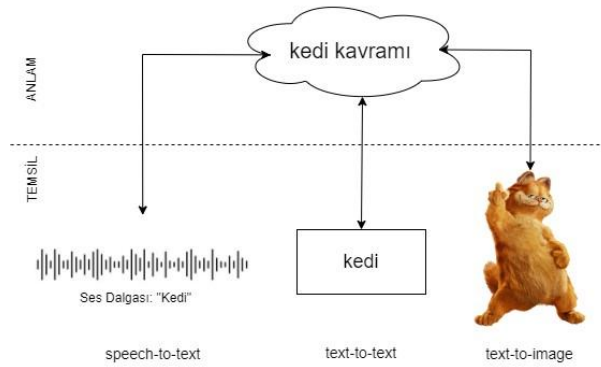 kedi kavramı
ANLAM
TEMSİL
kedi
Ses Dalgası: "Kedi"
speech-to-text
text-to-text
text-to-image